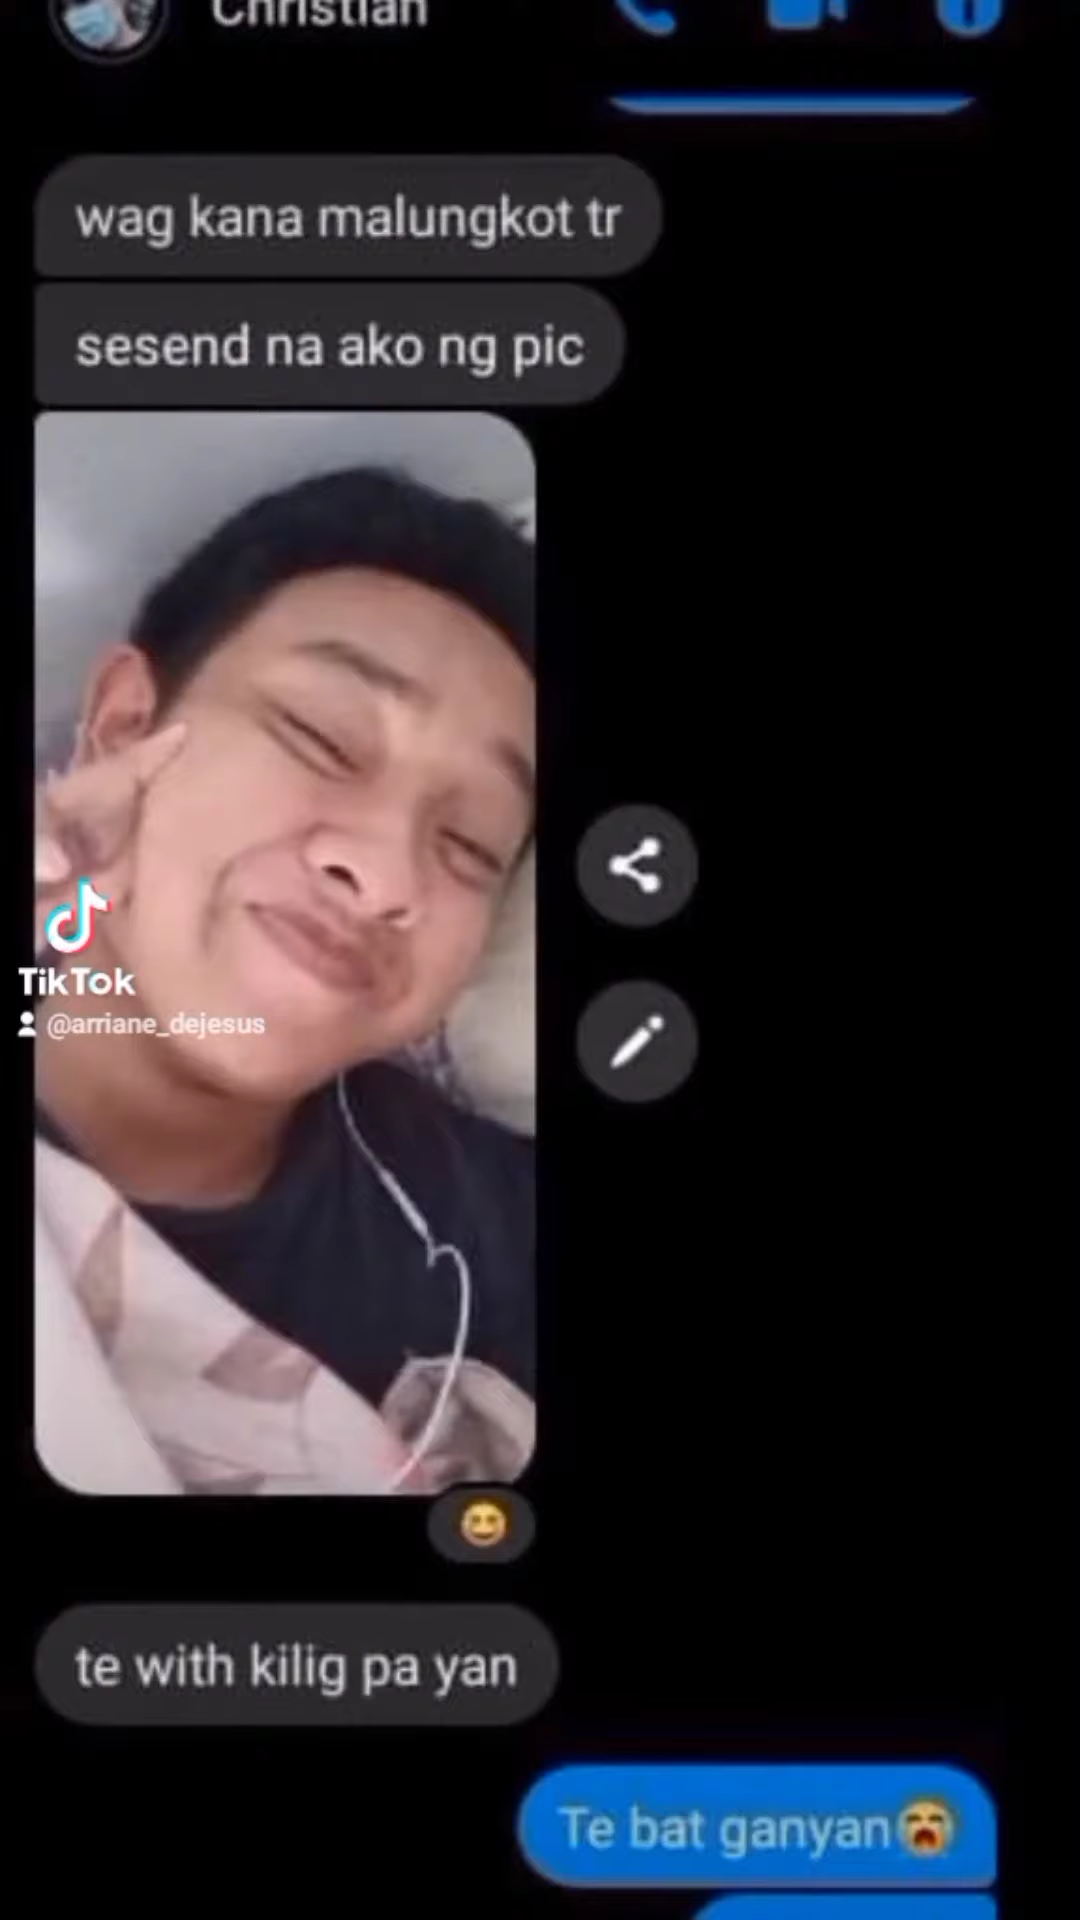 Christian
wag kana malungkot tr
sesend na ako ng pic
TikTok
@arriane_dejesus
te with kilig pa yan
Te bat ganyan😭